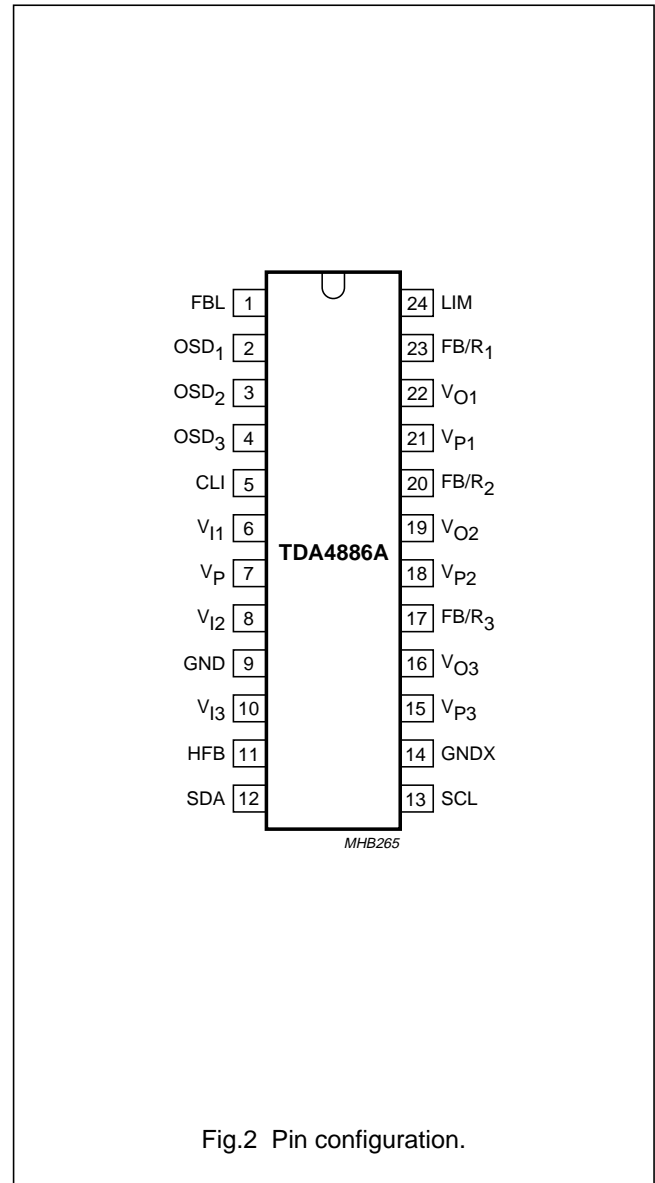 FBL 1 24 LIM
OSD1 2 23 FB/R1
OSD2 3 22 VO1
OSD3 4 21 VP1
CLI 5 20 FB/R2
VI1 6 19 VO2
TDA4886A
VP 7 18 VP2
VI2 8 17 FB/R3
GND 9 16 VO3
VI3 10 15 VP3
HFB 11 14 GNDX
SDA 12 13 SCL
MHB265
Fig.2 Pin configuration.